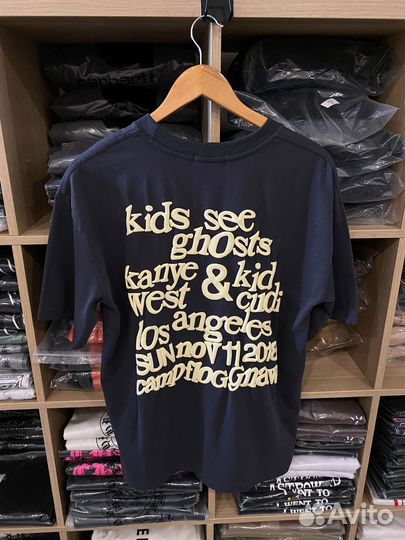 kids see
ghosts
kanye & kid
west cudi
los angeles
SUN nov 11 2018
camp flog gnaw
Avito